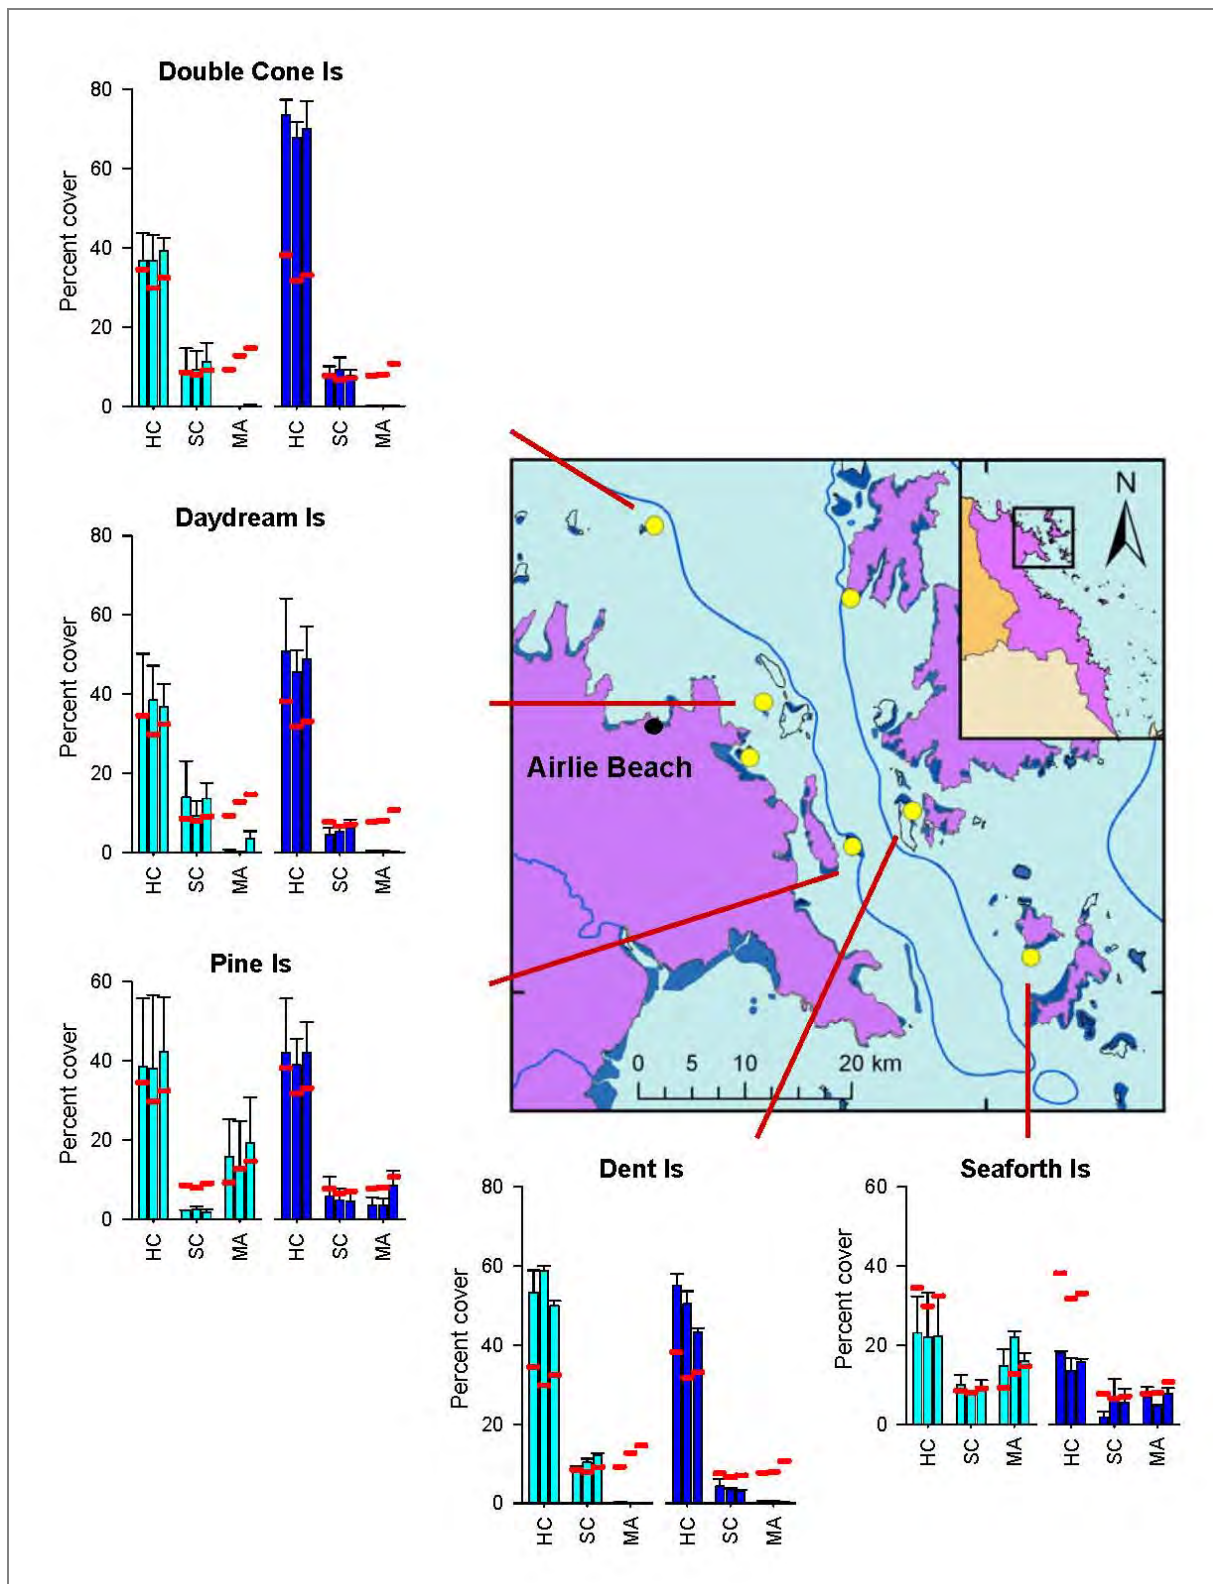 Double Cone Is
80
60
40
20
0
Percent cover
HC SC MA HC SC MA
Daydream Is
80
60
40
20
0
Percent cover
HC SC MA HC SC MA
Pine Is
60
40
20
0
Percent cover
HC SC MA HC SC MA
N
Airlie Beach
0 5 10 20 km
Dent Is
80
60
40
20
0
Percent cover
HC SC MA HC SC MA
Seaforth Is
60
40
20
0
Percent cover
HC SC MA HC SC MA